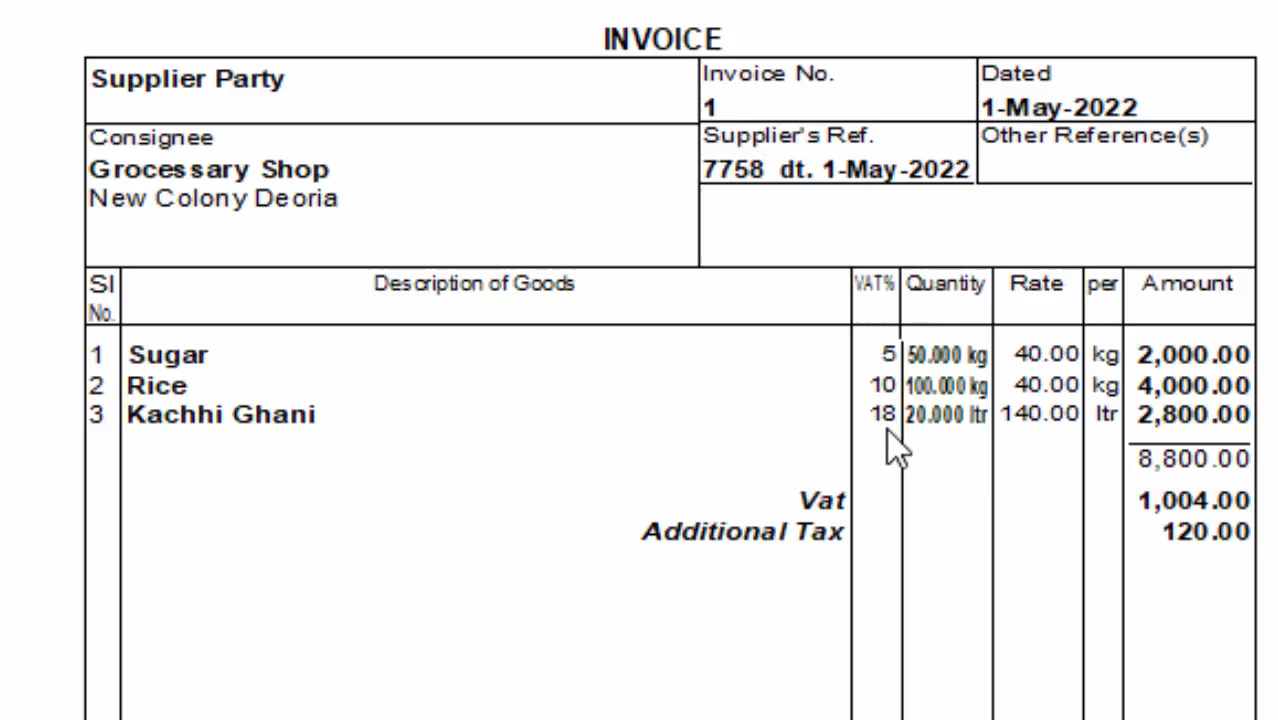 INVOICE
Supplier Party
Invoice No.
1
Dated
1-May-2022
Consignee
Grocessary Shop
New Colony Deoria
Supplier's Ref.
7758 dt. 1-May-2022
Other Reference(s)
Sl No. Description of Goods VAT% Quantity Rate per Amount
1 Sugar 5 50.000 kg 40.00 kg 2,000.00
2 Rice 10 100.000 kg 40.00 kg 4,000.00
3 Kachhi Ghani 18 20.000 ltr 140.00 ltr 2,800.00
8,800.00
Vat 1,004.00
Additional Tax 120.00